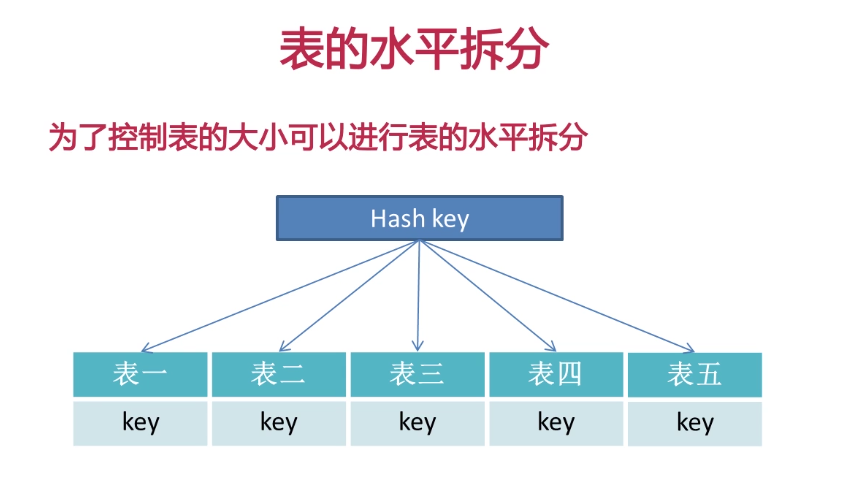 表的水平拆分
为了控制表的大小可以进行表的水平拆分
Hash key
表一 表二 表三 表四 表五
key key key key key